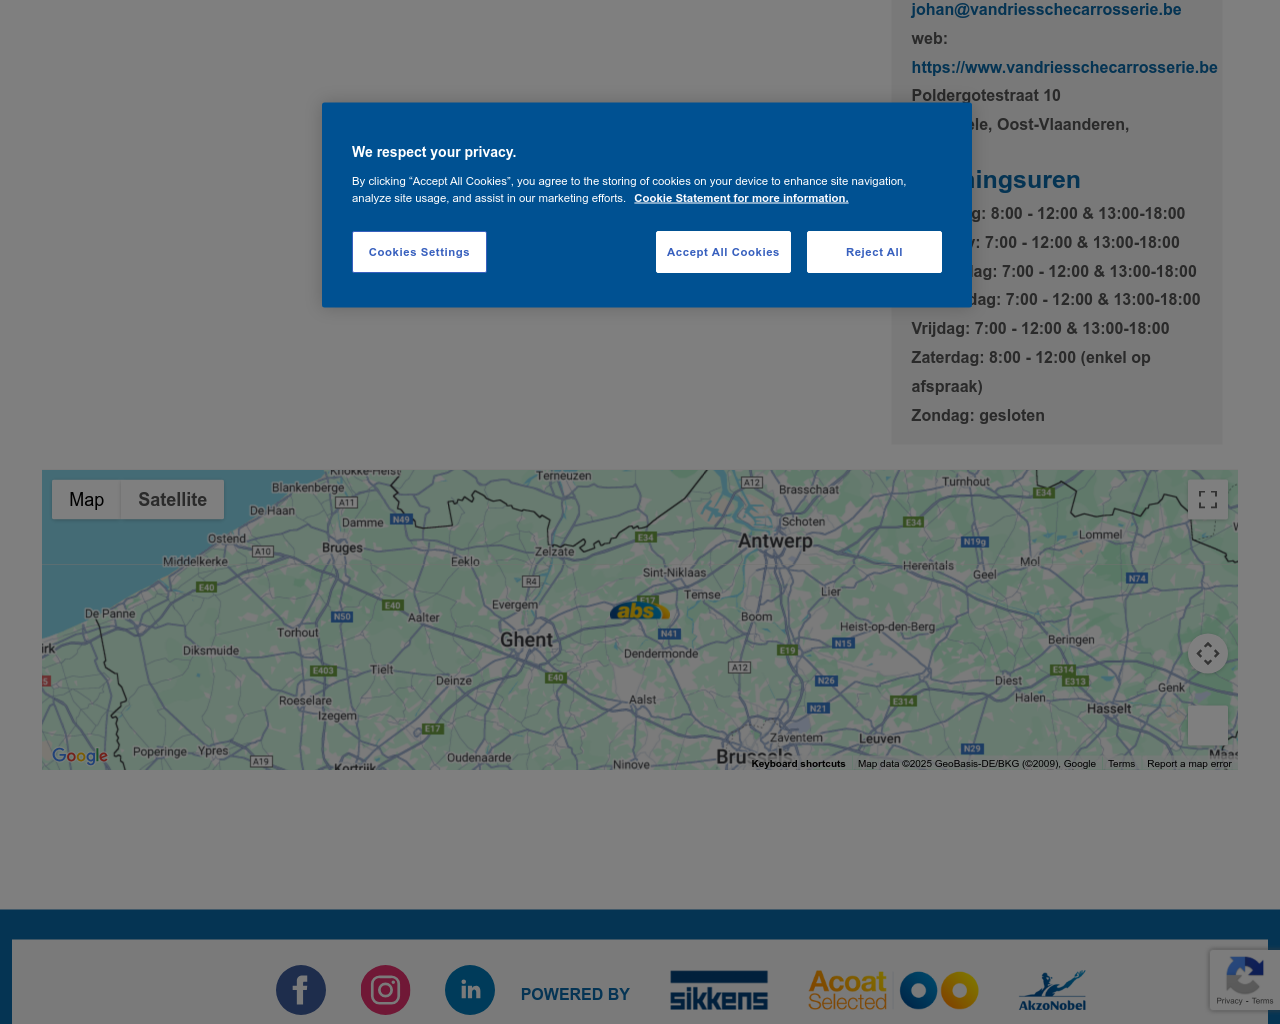 johan@vandriesschecarrosserie.be
web:
https://www.vandriesschecarrosserie.be
Poldergotestraat 10
Oost-Vlaanderen,
We respect your privacy.
By clicking “Accept All Cookies”, you agree to the storing of cookies on your device to enhance site navigation,
analyze site usage, and assist in our marketing efforts. Cookie Statement for more information.
Cookies Settings
Accept All Cookies
Reject All
8:00 - 12:00 & 13:00-18:00
7:00 - 12:00 & 13:00-18:00
7:00 - 12:00 & 13:00-18:00
7:00 - 12:00 & 13:00-18:00
Vrijdag: 7:00 - 12:00 & 13:00-18:00
Zaterdag: 8:00 - 12:00 (enkel op
afspraak)
Zondag: gesloten
Map
Satellite
Knokke-Heist
Terneuzen
A12
Turnhout
Blankenberge
Brasschaat
E34
A11
De Haan
Damme
N49
Schoten
E34
Ostend
Bruges
Zelzate
E34
Antwerp
N19g
Lommel
A10
Middelkerke
Eeklo
Herentals
Mol
Sint-Niklaas
Geel
N74
E40
R4
Temse
Lier
De Panne
N50
E40
Evergem
E17
abs
Aalter
Boom
Torhout
Ghent
N41
Heist-op-den-Berg
N15
Beringen
Diksmuide
Dendermonde
E19
E403
Tielt
E40
A12
E314
Deinze
N26
Diest
E313
Genk
Roeselare
Aalst
E314
Halen
Izegem
N21
Hasselt
E17
Zaventem
Leuven
Poperinge
Ypres
Oudenaarde
Brussels
N29
A19
Kortrijk
Ninove
Google
Keyboard shortcuts
Map data ©2025 GeoBasis-DE/BKG (©2009), Google
Terms
Report a map error
POWERED BY
sikkens
Acoat
Selected
AkzoNobel
Privacy - Terms